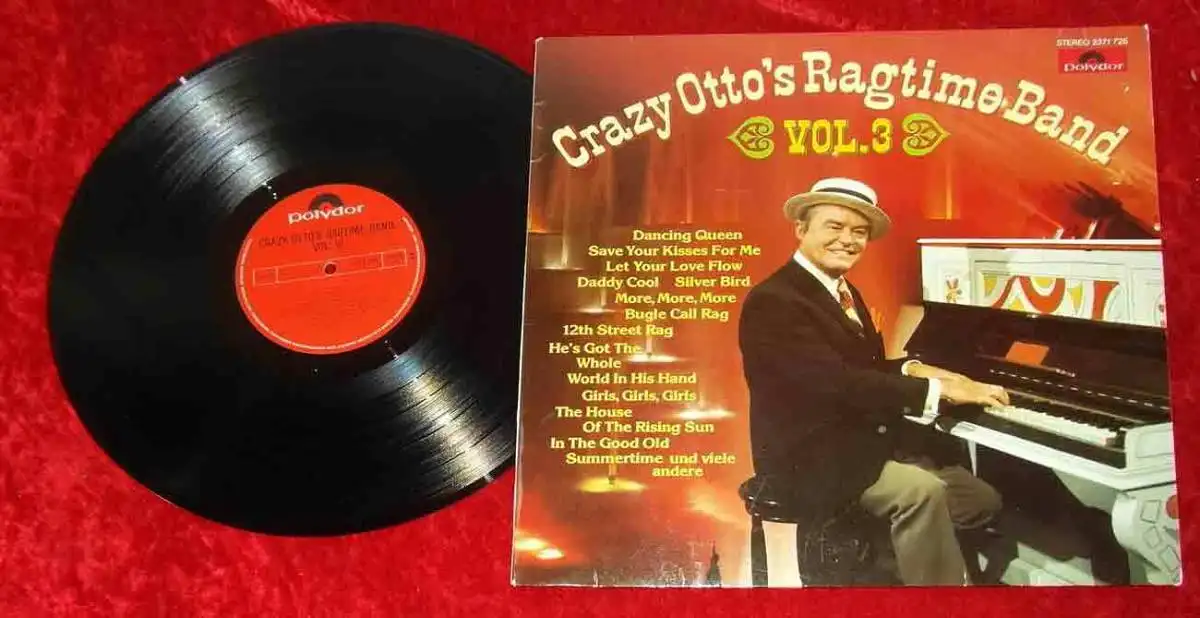 STEREO 2371 726
Polydor
Crazy Otto's Ragtime-Band
VOL.3
Dancing Queen
Save Your Kisses For Me
Let Your Love Flow
Daddy Cool Silver Bird
More, More, More
Bugle Call Rag
12th Street Rag
He's Got The
Whole
World In His Hand
Girls, Girls, Girls
The House
Of The Rising Sun
In The Good Old
Summertime und viele
andere
Polydor
CRAZY OTTO'S RAGTIME BAND